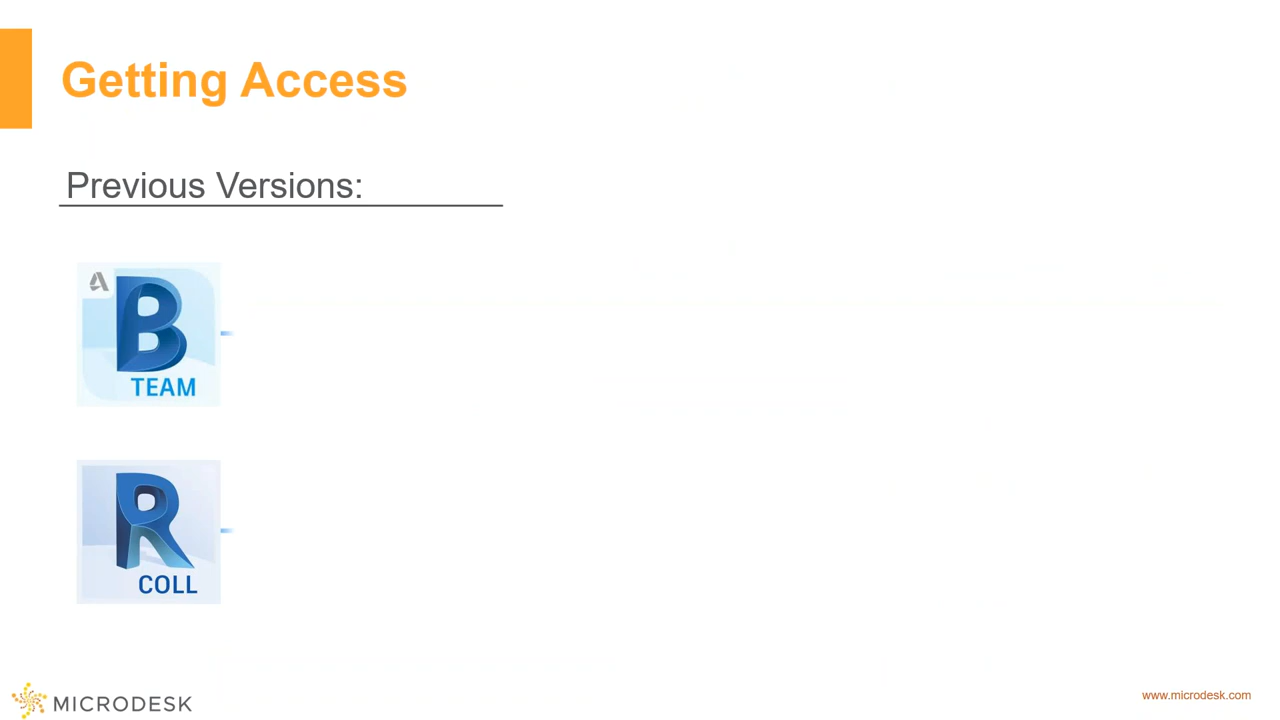 Getting Access
Previous Versions:
B
TEAM
R
COLL
MICRODESK
www.microdesk.com